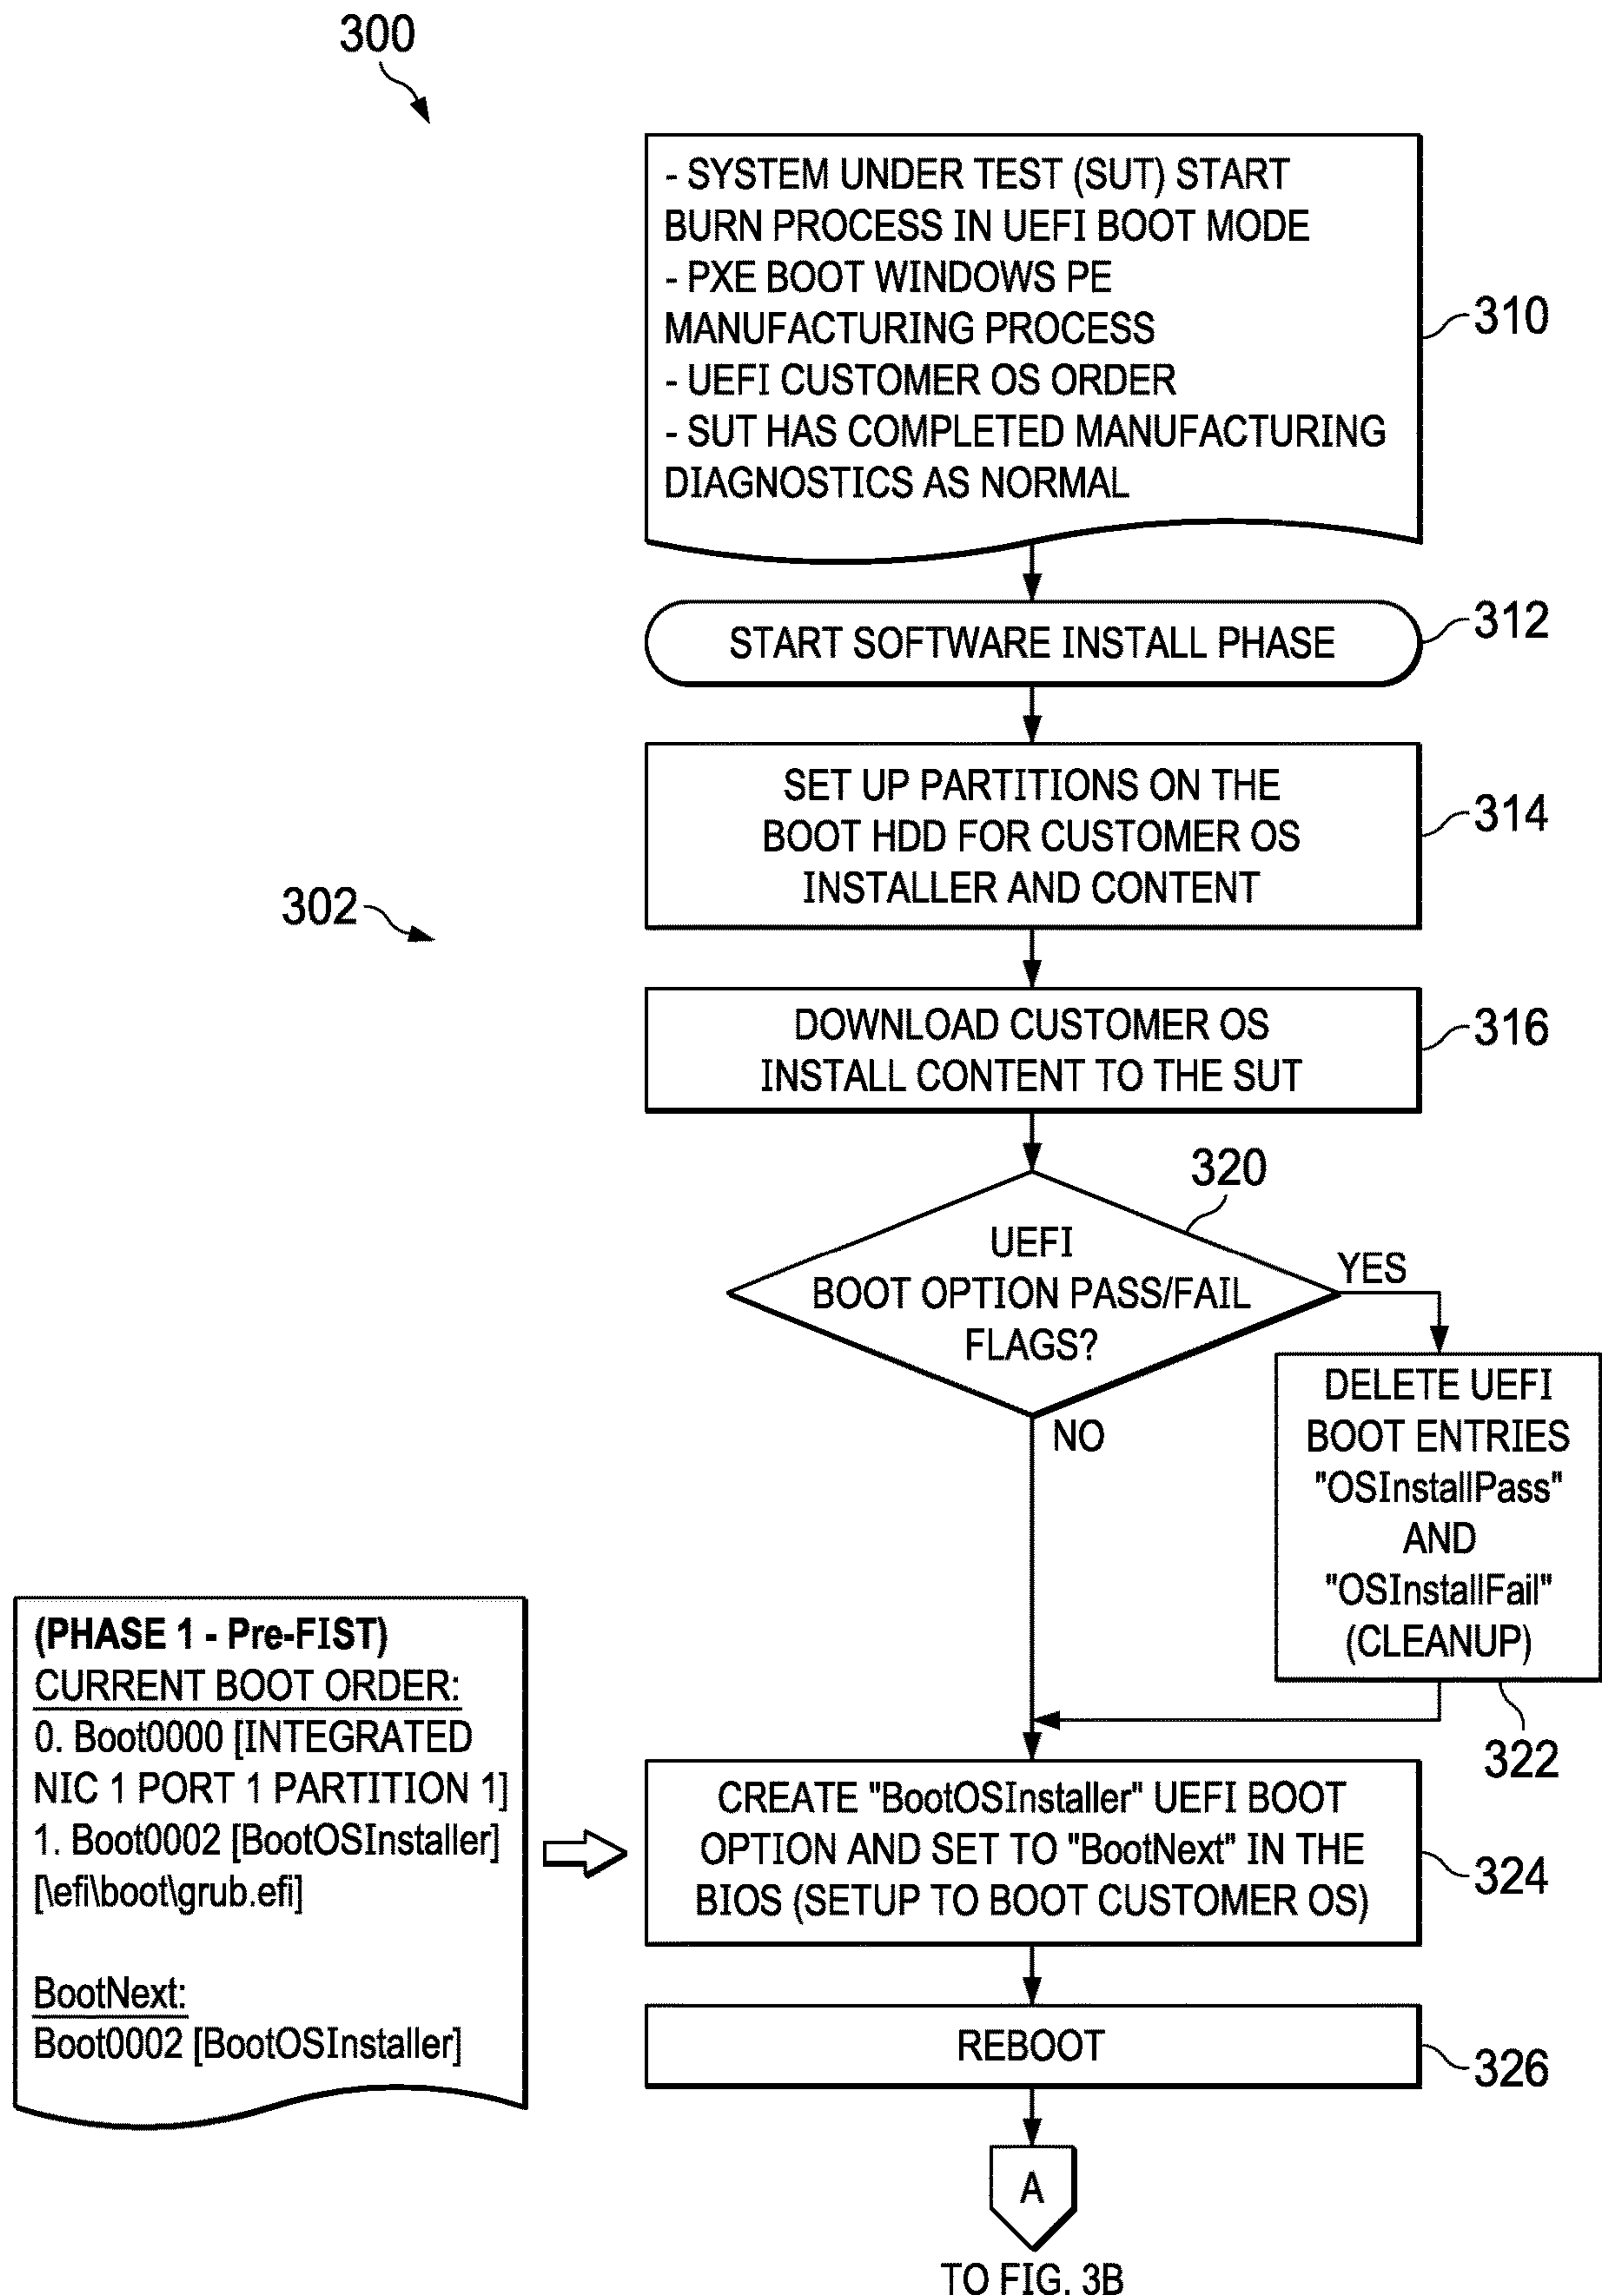 300
- SYSTEM UNDER TEST (SUT) START
BURN PROCESS IN UEFI BOOT MODE
- PXE BOOT WINDOWS PE
MANUFACTURING PROCESS
- UEFI CUSTOMER OS ORDER
- SUT HAS COMPLETED MANUFACTURING
DIAGNOSTICS AS NORMAL
310
START SOFTWARE INSTALL PHASE
312
SET UP PARTITIONS ON THE
BOOT HDD FOR CUSTOMER OS
INSTALLER AND CONTENT
314
302
DOWNLOAD CUSTOMER OS
INSTALL CONTENT TO THE SUT
316
320
UEFI
BOOT OPTION PASS/FAIL
FLAGS?
YES
NO
DELETE UEFI
BOOT ENTRIES
"OSInstallPass"
AND
"OSInstallFail"
(CLEANUP)
322
(PHASE 1 - Pre-FIST)
CURRENT BOOT ORDER:
0. Boot0000 [INTEGRATED
NIC 1 PORT 1 PARTITION 1]
1. Boot0002 [BootOSInstaller]
[\efi\boot\grub.efi]
BootNext:
Boot0002 [BootOSInstaller]
CREATE "BootOSInstaller" UEFI BOOT
OPTION AND SET TO "BootNext" IN THE
BIOS (SETUP TO BOOT CUSTOMER OS)
324
REBOOT
326
A
TO FIG. 3B